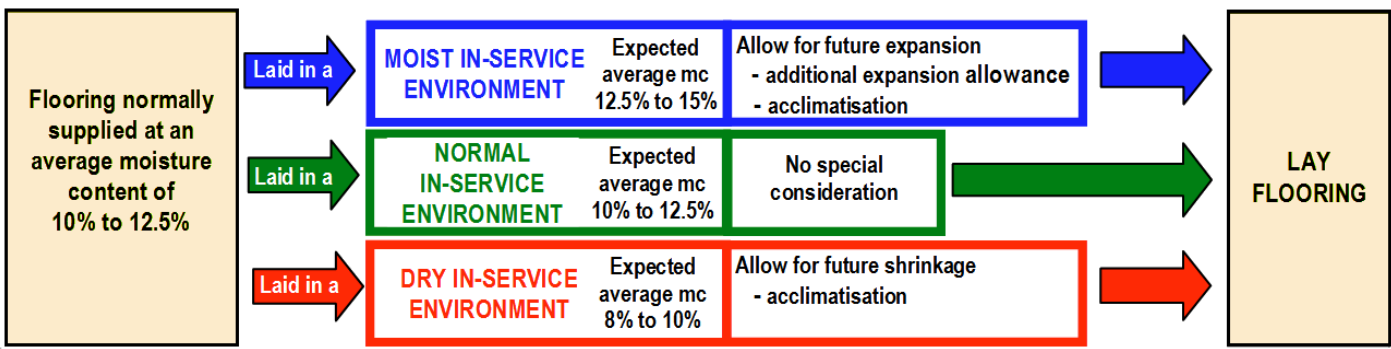 Flooring normally
supplied at an
average moisture
content of
10% to 12.5%
Laid in a
MOIST IN-SERVICE
ENVIRONMENT
Expected
average mc
12.5% to 15%
Allow for future expansion
- additional expansion allowance
- acclimatisation
Laid in a
NORMAL
IN-SERVICE
ENVIRONMENT
Expected
average mc
10% to 12.5%
No special
consideration
Laid in a
DRY IN-SERVICE
ENVIRONMENT
Expected
average mc
8% to 10%
Allow for future shrinkage
- acclimatisation
LAY
FLOORING